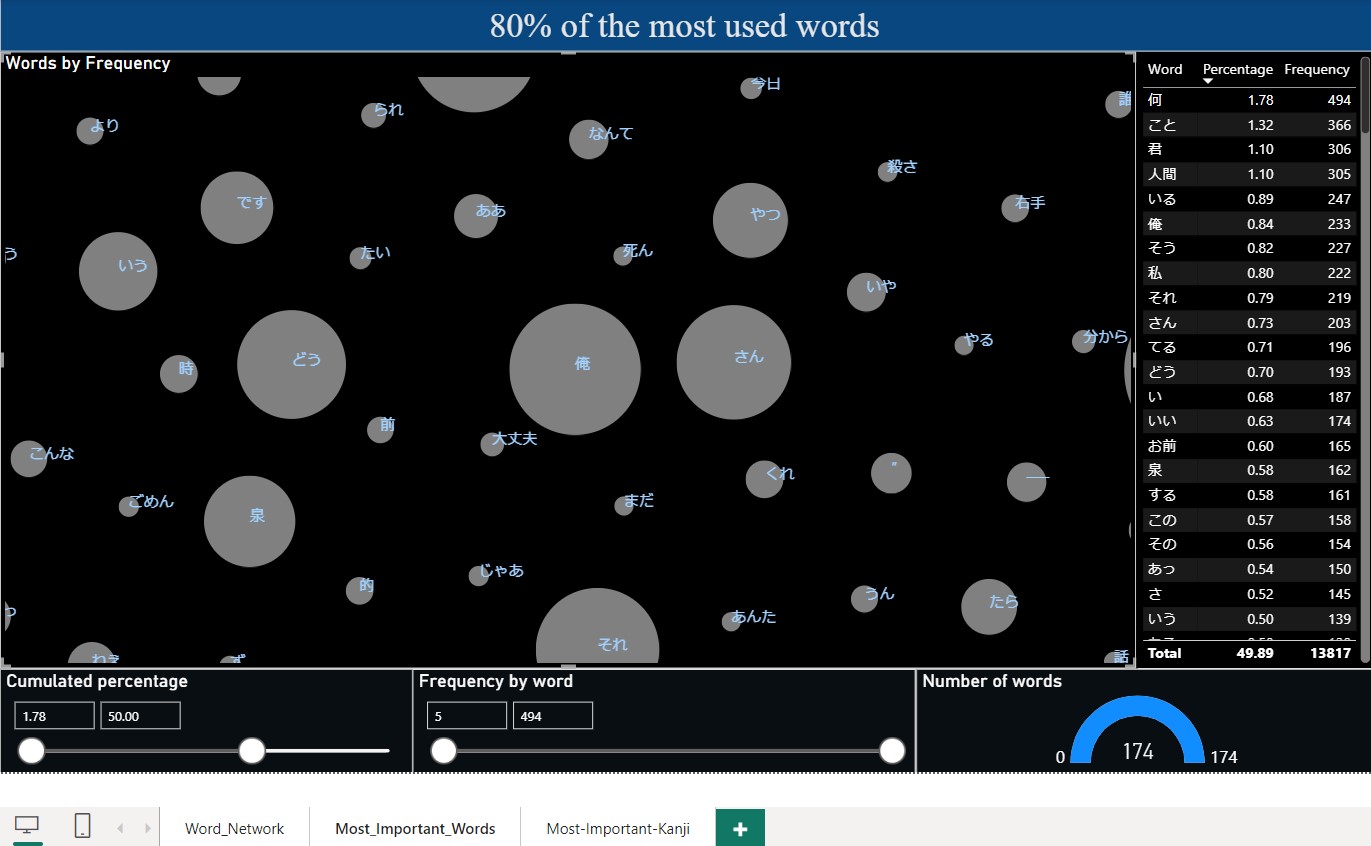 80% of the most used words
Words by Frequency
今日
られ
より
なんて
殺さ
です
ああ
やつ
右手
う
いう
たい
死ん
いや
時
どう
俺
さん
やる
分から
こんな
前
大丈夫
くれ
"
―
ごめん
泉
まだ
的
じゃあ
うん
たら
あんた
それ
話
Word Percentage Frequency
何 1.78 494
こと 1.32 366
君 1.10 306
人間 1.10 305
いる 0.89 247
俺 0.84 233
そう 0.82 227
私 0.80 222
それ 0.79 219
さん 0.73 203
てる 0.71 196
どう 0.70 193
い 0.68 187
いい 0.63 174
お前 0.60 165
泉 0.58 162
する 0.58 161
この 0.57 158
その 0.56 154
あっ 0.54 150
さ 0.52 145
いう 0.50 139
Total 49.89 13817
Cumulated percentage
1.78 50.00
Frequency by word
5 494
Number of words
0 174 174
Word_Network Most_Important_Words Most-Important-Kanji +